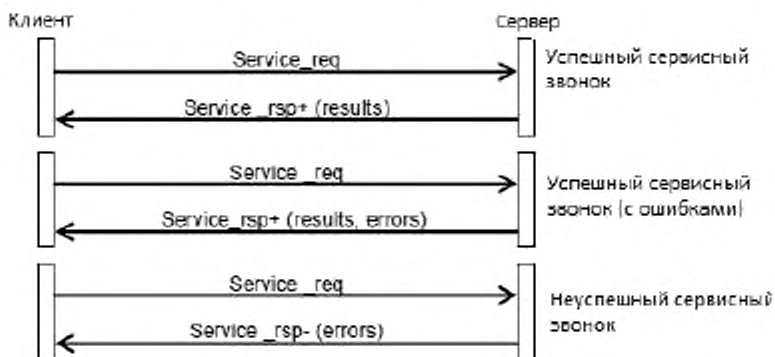 Клиент
Сервер
Service_req
Успешный сервисный
звонок
Service _rsp+ (results)
Service _req
Успешный сервисный
звонок (с ошибками)
Service_rsp+ (results, errors)
Service _req
Неуспешный сервисный
звонок
Service _rsp- (errors)